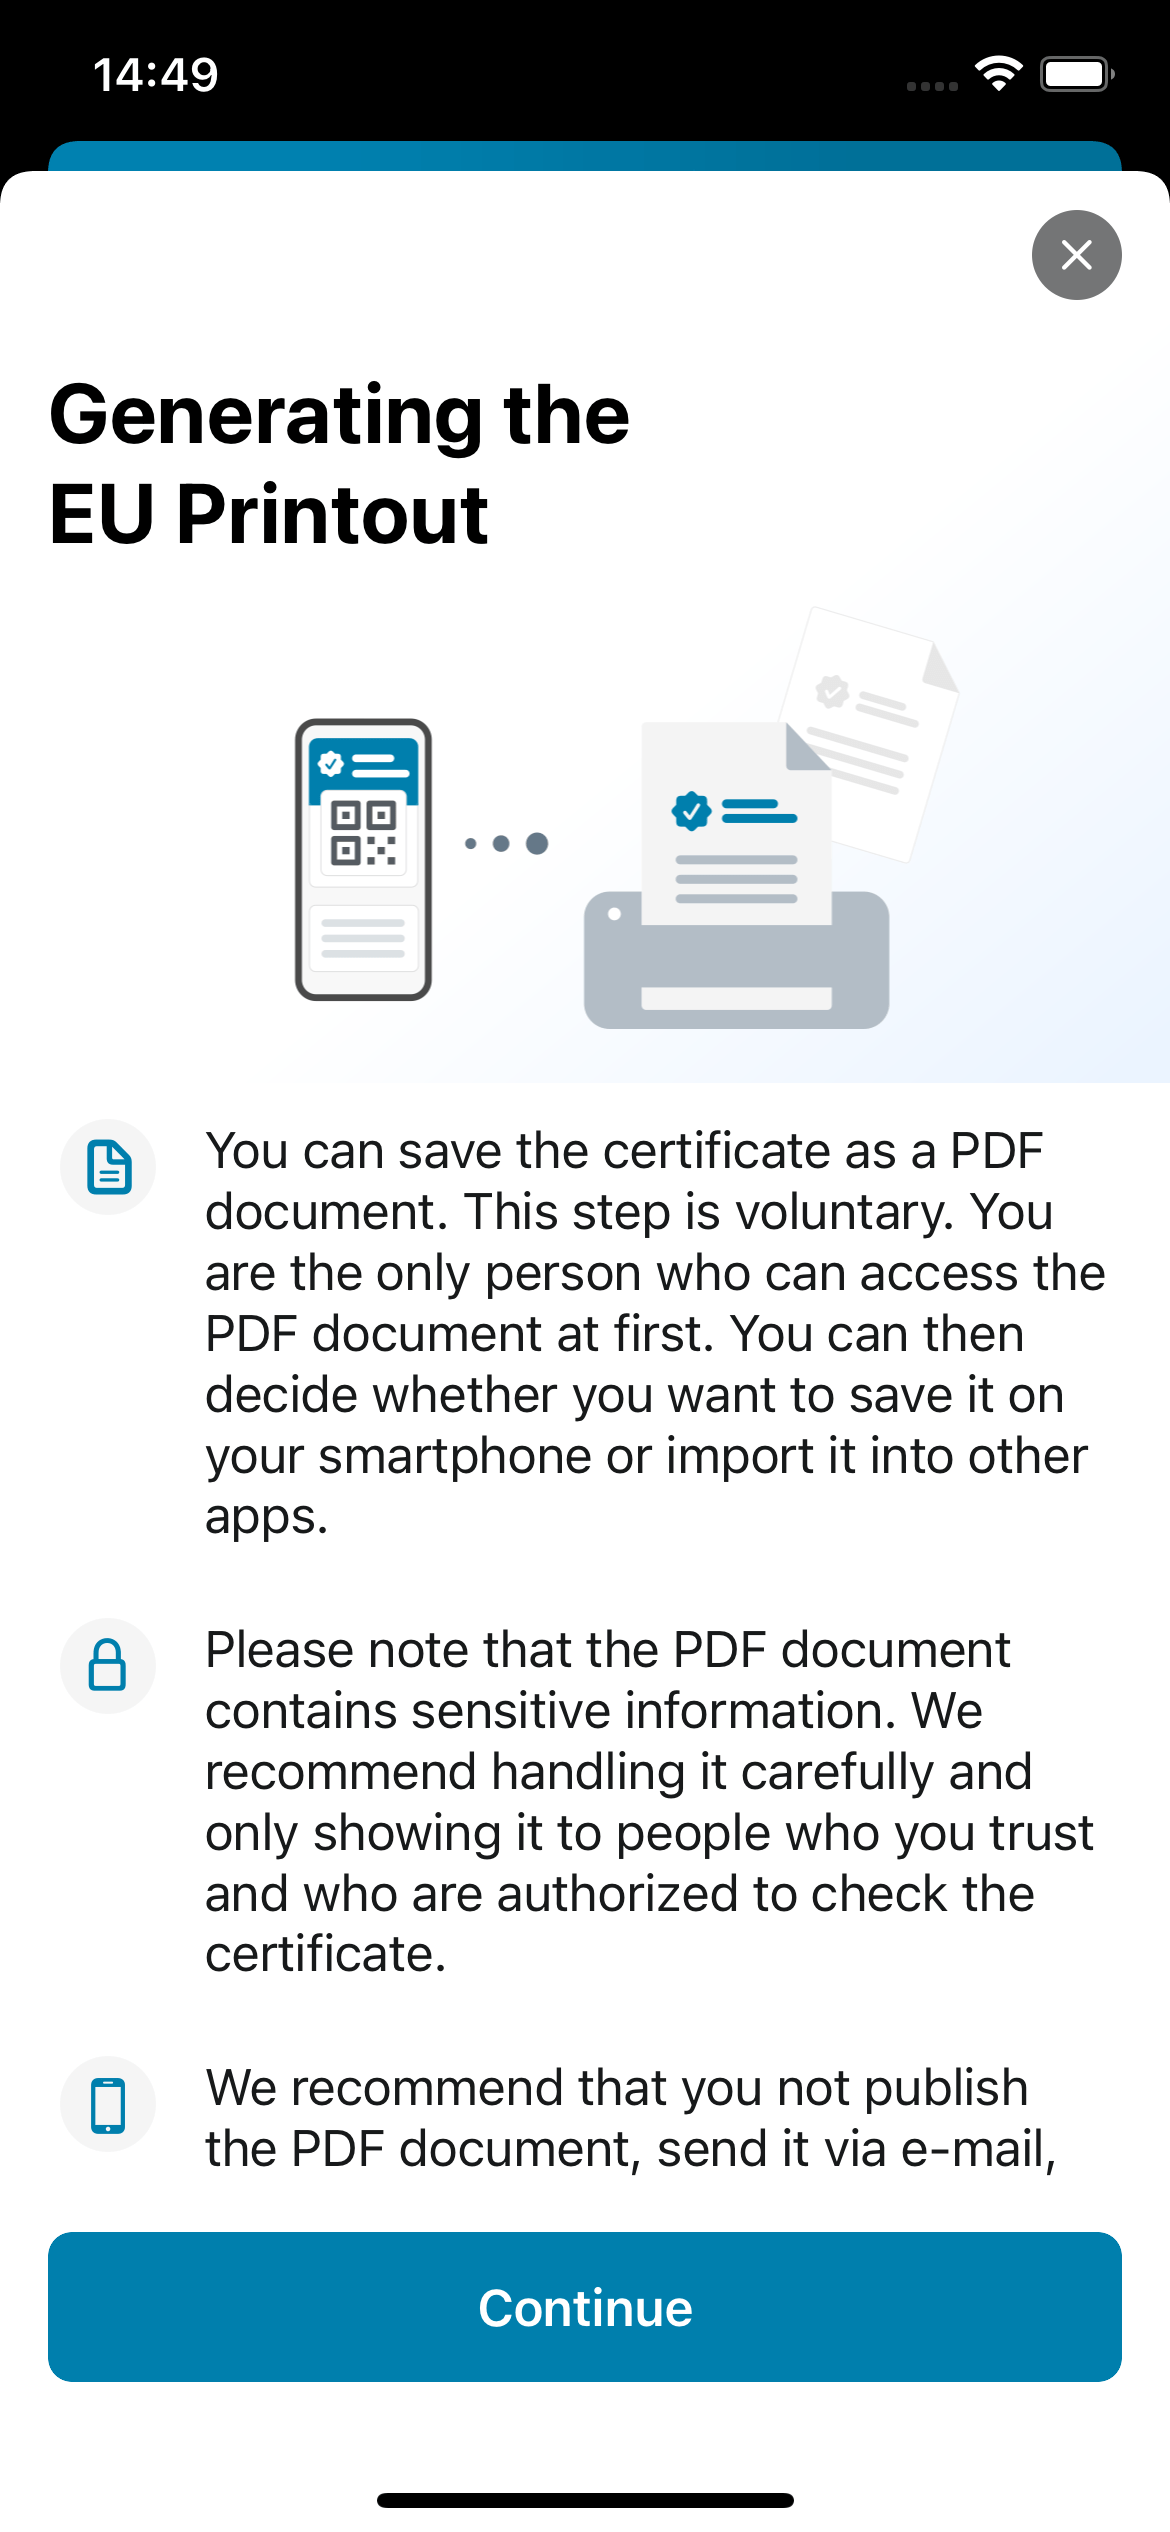 14:49
Generating the
EU Printout
You can save the certificate as a PDF
document. This step is voluntary. You
are the only person who can access the
PDF document at first. You can then
decide whether you want to save it on
your smartphone or import it into other
apps.
Please note that the PDF document
contains sensitive information. We
recommend handling it carefully and
only showing it to people who you trust
and who are authorized to check the
certificate.
We recommend that you not publish
the PDF document, send it via e-mail,
Continue